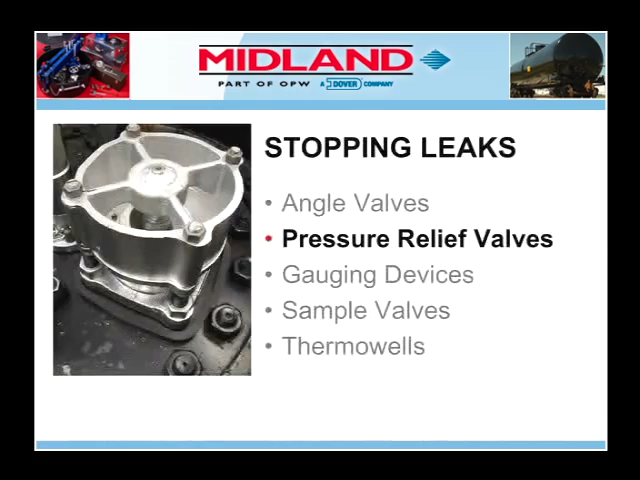 MIDLAND
PART OF OPW A DOVER COMPANY
STOPPING LEAKS
• Angle Valves
• Pressure Relief Valves
• Gauging Devices
• Sample Valves
• Thermowells